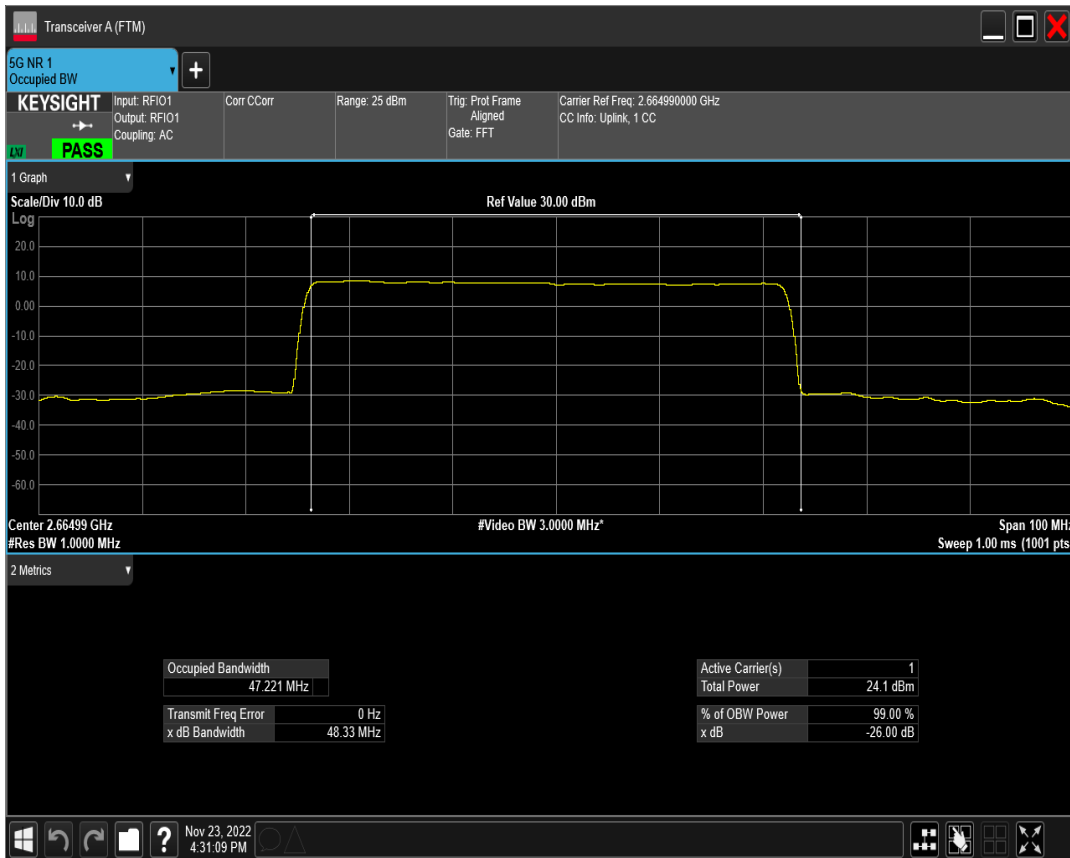 Transceiver A (FTM)
5G NR 1
Occupied BW
+
KEYSIGHT
LXI
PASS
Input: RFIO1
Output: RFIO1
Coupling: AC
Corr CCorr
Range: 25 dBm
Trig: Prot Frame
Aligned
Gate: FFT
Carrier Ref Freq: 2.664990000 GHz
CC Info: Uplink, 1 CC
1 Graph
Scale/Div 10.0 dB
Ref Value 30.00 dBm
Log
20.0
10.0
0.00
-10.0
-20.0
-30.0
-40.0
-50.0
-60.0
Center 2.66499 GHz
#Video BW 3.0000 MHz*
Span 100 MHz
#Res BW 1.0000 MHz
Sweep 1.00 ms (1001 pts
2 Metrics
Occupied Bandwidth
47.221 MHz
Transmit Freq Error 0 Hz
x dB Bandwidth 48.33 MHz
Active Carrier(s) 1
Total Power 24.1 dBm
% of OBW Power 99.00 %
x dB -26.00 dB
?
Nov 23, 2022
4:31:09 PM